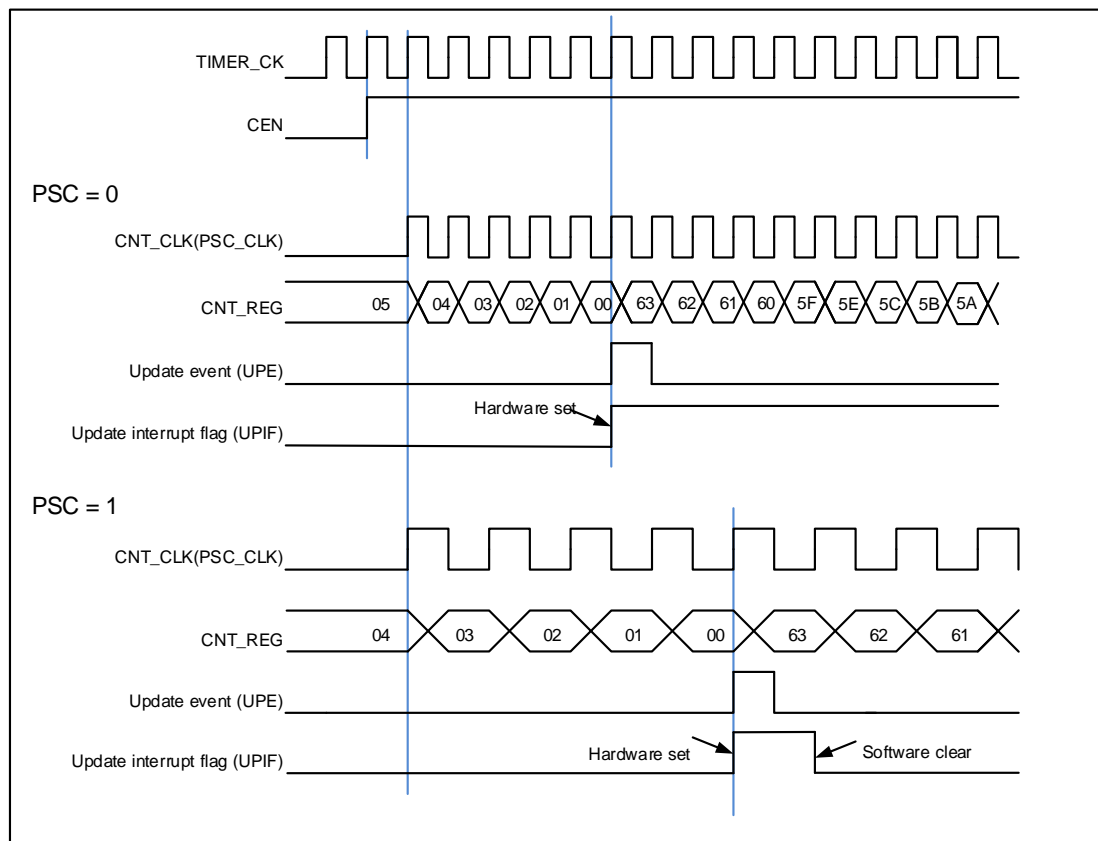 TIMER_CK
CEN
PSC = 0
CNT_CLK(PSC_CLK)
CNT_REG 05 04 03 02 01 00 63 62 61 60 5F 5E 5C 5B 5A
Update event (UPE)
Hardware set
Update interrupt flag (UPIF)
PSC = 1
CNT_CLK(PSC_CLK)
CNT_REG 04 03 02 01 00 63 62 61
Update event (UPE)
Update interrupt flag (UPIF) Hardware set Software clear